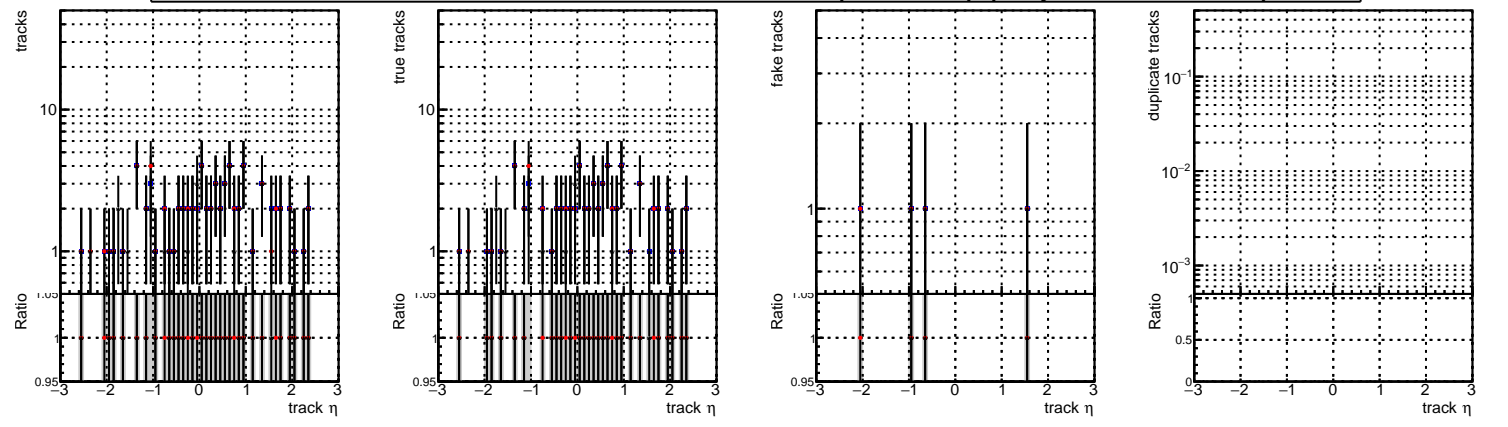 tracks
10
1
Ratio
1.05
1
0.95
−3 −2 −1 0 1 2 3
track η
true tracks
10
1
Ratio
1.05
1
0.95
−3 −2 −1 0 1 2 3
track η
fake tracks
1
Ratio
1.05
1
0.95
−3 −2 −1 0 1 2 3
track η
duplicate tracks
10−1
10−2
10−3
Ratio
1
0.5
0
−3 −2 −1 0 1 2 3
track η